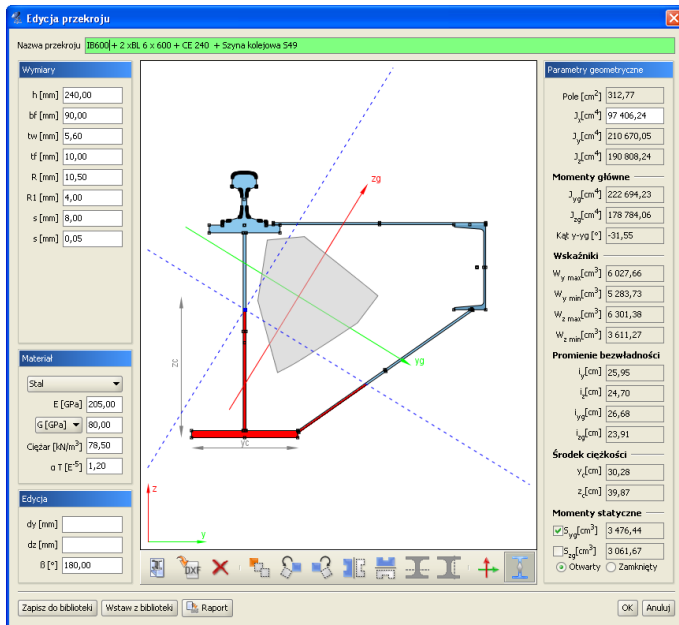 Edycja przekroju
Nazwa przekroju IB600+ 2 xBL 6 x 600 + CE 240 + Szyna kolejowa S49
Wymiary
h [mm] 240,00
bf [mm] 90,00
tw [mm] 5,60
tf [mm] 10,00
R [mm] 10,50
R1 [mm] 4,00
s [mm] 8,00
s [mm] 0,05
Materiał
Stal
E [GPa] 205,00
G [GPa] 80,00
Ciężar [kN/m³] 78,50
α T [E⁻⁵] 1,20
Edycja
dy [mm]
dz [mm]
ß [°] 180,00
zg
yg
zc
yc
z
y
DXF
Parametry geometryczne
Pole [cm²] 312,77
Jx[cm⁴] 97 406,24
Jy[cm⁴] 210 670,05
Jz[cm⁴] 190 808,24
Momenty główne
Jyg[cm⁴] 222 694,23
Jzg[cm⁴] 178 784,06
Kąt y-yg [°] -31,55
Wskaźniki
Wy max[cm³] 6 027,66
Wy min[cm³] 5 283,73
Wz max[cm³] 6 301,38
Wz min[cm³] 3 611,27
Promienie bezwładności
iy[cm] 25,95
iz[cm] 24,70
iyg[cm] 26,68
izg[cm] 23,91
Środek ciężkości
yc[cm] 30,28
zc[cm] 39,87
Momenty statyczne
Syg[cm³] 3 476,44
Szg[cm³] 3 061,67
Otwarty Zamknięty
Zapisz do biblioteki Wstaw z biblioteki Raport OK Anuluj